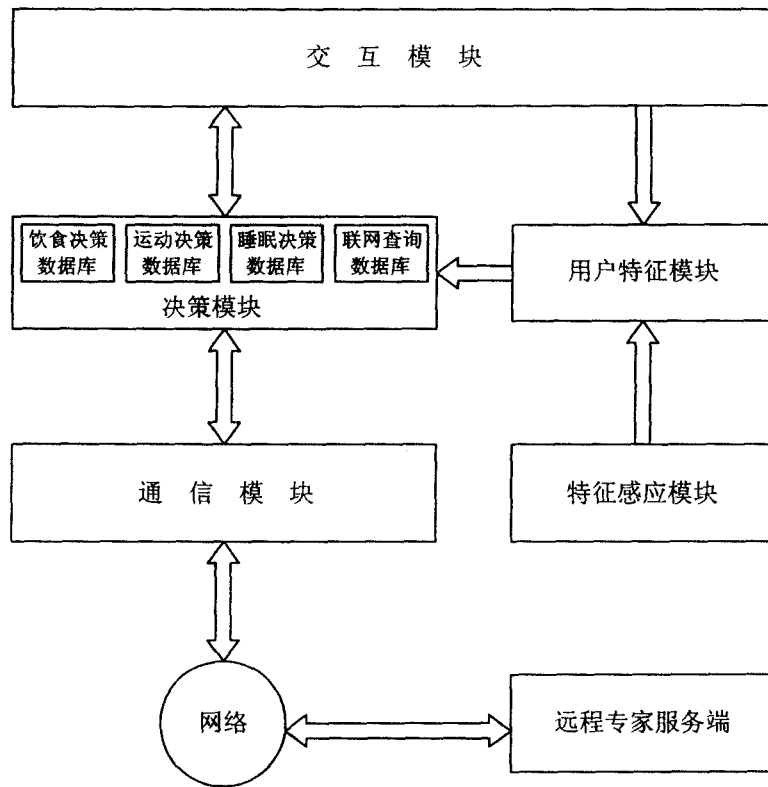 交互模块
饮食决策
数据库
运动决策
数据库
睡眠决策
数据库
联网查询
数据库
决策模块
用户特征模块
通信模块
特征感应模块
网络
远程专家服务端